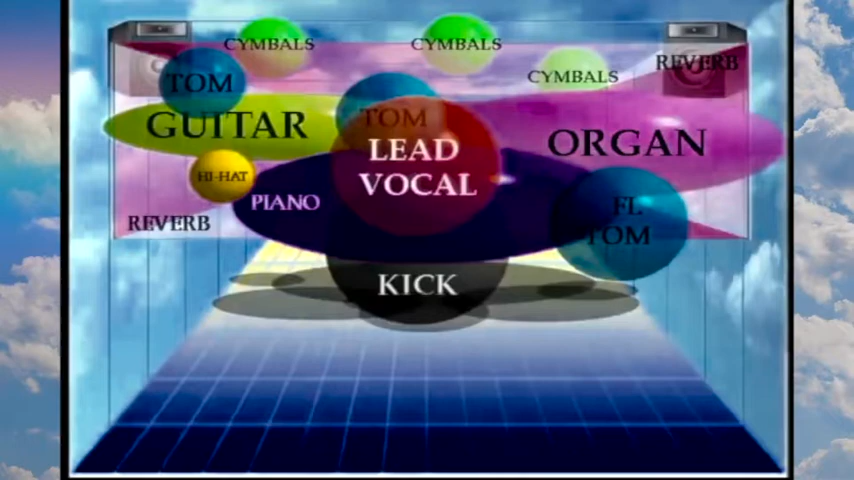 CYMBALS
CYMBALS
CYMBALS
REVERB
TOM
TOM
GUITAR
ORGAN
LEAD
VOCAL
HI-HAT
PIANO
REVERB
FL
TOM
KICK